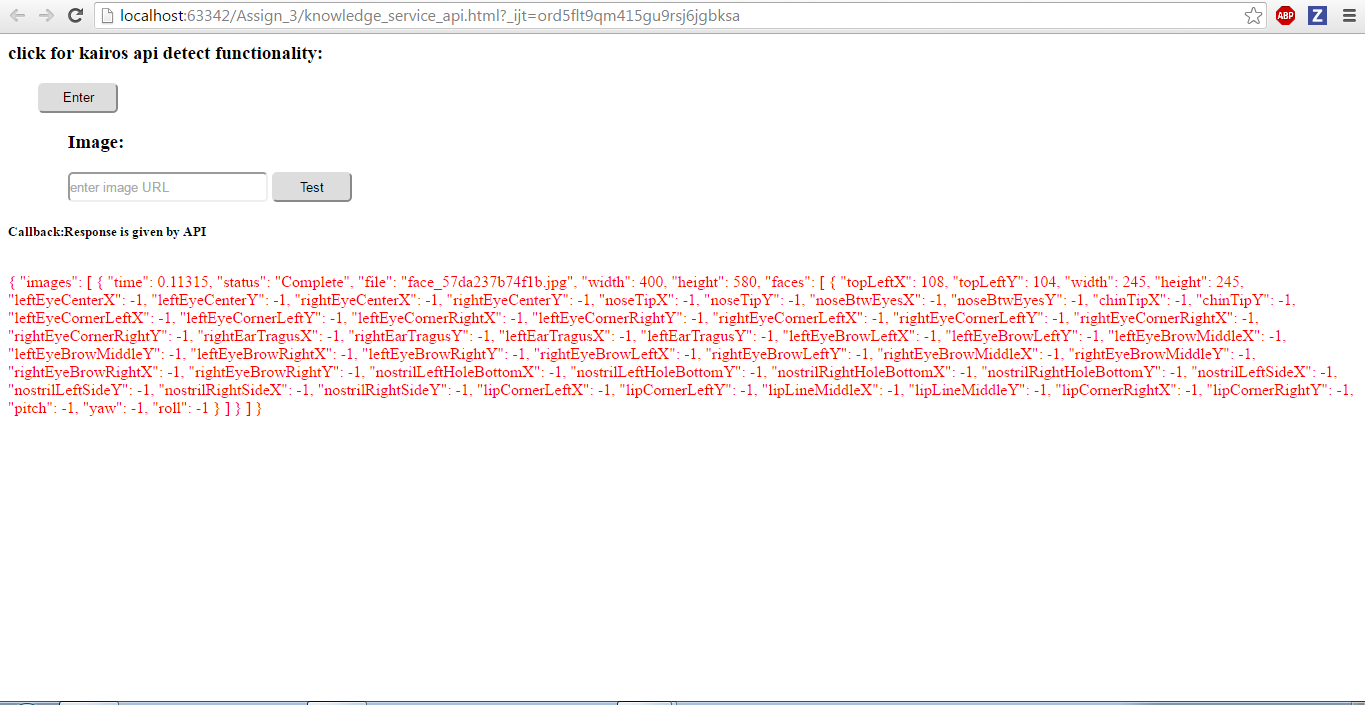 localhost:63342/Assign_3/knowledge_service_api.html?_ijt=ord5flt9qm415gu9rsj6jgbksa
ABP
Z
click for kairos api detect functionality:
Enter
Image:
enter image URL
Test
Callback:Response is given by API
{ "images": [ { "time": 0.11315, "status": "Complete", "file": "face_57da237b74f1b.jpg", "width": 400, "height": 580, "faces": [ { "topLeftX": 108, "topLeftY": 104, "width": 245, "height": 245,
"leftEyeCenterX": -1, "leftEyeCenterY": -1, "rightEyeCenterX": -1, "rightEyeCenterY": -1, "noseTipX": -1, "noseTipY": -1, "noseBtwEyesX": -1, "noseBtwEyesY": -1, "chinTipX": -1, "chinTipY": -1,
"leftEyeCornerLeftX": -1, "leftEyeCornerLeftY": -1, "leftEyeCornerRightX": -1, "leftEyeCornerRightY": -1, "rightEyeCornerLeftX": -1, "rightEyeCornerLeftY": -1, "rightEyeCornerRightX": -1,
"rightEyeCornerRightY": -1, "rightEarTragusX": -1, "rightEarTragusY": -1, "leftEarTragusX": -1, "leftEarTragusY": -1, "leftEyeBrowLeftX": -1, "leftEyeBrowLeftY": -1, "leftEyeBrowMiddleX": -1,
"leftEyeBrowMiddleY": -1, "leftEyeBrowRightX": -1, "leftEyeBrowRightY": -1, "rightEyeBrowLeftX": -1, "rightEyeBrowLeftY": -1, "rightEyeBrowMiddleX": -1, "rightEyeBrowMiddleY": -1,
"rightEyeBrowRightX": -1, "rightEyeBrowRightY": -1, "nostrilLeftHoleBottomX": -1, "nostrilLeftHoleBottomY": -1, "nostrilRightHoleBottomX": -1, "nostrilRightHoleBottomY": -1, "nostrilLeftSideX": -1,
"nostrilLeftSideY": -1, "nostrilRightSideX": -1, "nostrilRightSideY": -1, "lipCornerLeftX": -1, "lipCornerLeftY": -1, "lipLineMiddleX": -1, "lipLineMiddleY": -1, "lipCornerRightX": -1, "lipCornerRightY": -1,
"pitch": -1, "yaw": -1, "roll": -1 } ] } ] }